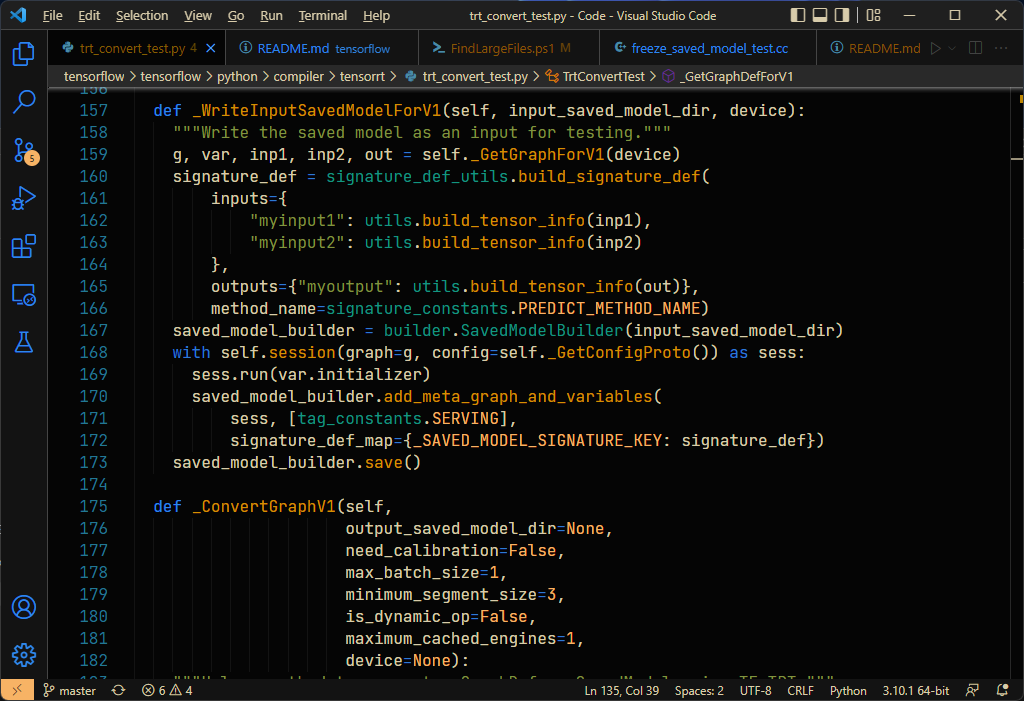 File Edit Selection View Go Run Terminal Help trt_convert_test.py - Code - Visual Studio Code
trt_convert_test.py 4 README.md tensorflow FindLargeFiles.ps1 M freeze_saved_model_test.cc README.md
tensorflow > tensorflow > python > compiler > tensorrt > trt_convert_test.py > TrtConvertTest > _GetGraphDefForV1
156
157 def _WriteInputSavedModelForV1(self, input_saved_model_dir, device):
158 """Write the saved model as an input for testing."""
159 g, var, inp1, inp2, out = self._GetGraphForV1(device)
160 signature_def = signature_def_utils.build_signature_def(
161 inputs={
162 "myinput1": utils.build_tensor_info(inp1),
163 "myinput2": utils.build_tensor_info(inp2)
164 },
165 outputs={"myoutput": utils.build_tensor_info(out)},
166 method_name=signature_constants.PREDICT_METHOD_NAME)
167 saved_model_builder = builder.SavedModelBuilder(input_saved_model_dir)
168 with self.session(graph=g, config=self._GetConfigProto()) as sess:
169 sess.run(var.initializer)
170 saved_model_builder.add_meta_graph_and_variables(
171 sess, [tag_constants.SERVING],
172 signature_def_map={_SAVED_MODEL_SIGNATURE_KEY: signature_def})
173 saved_model_builder.save()
174
175 def _ConvertGraphV1(self,
176 output_saved_model_dir=None,
177 need_calibration=False,
178 max_batch_size=1,
179 minimum_segment_size=3,
180 is_dynamic_op=False,
181 maximum_cached_engines=1,
182 device=None):
5
master 6 4 Ln 135, Col 39 Spaces: 2 UTF-8 CRLF Python 3.10.1 64-bit